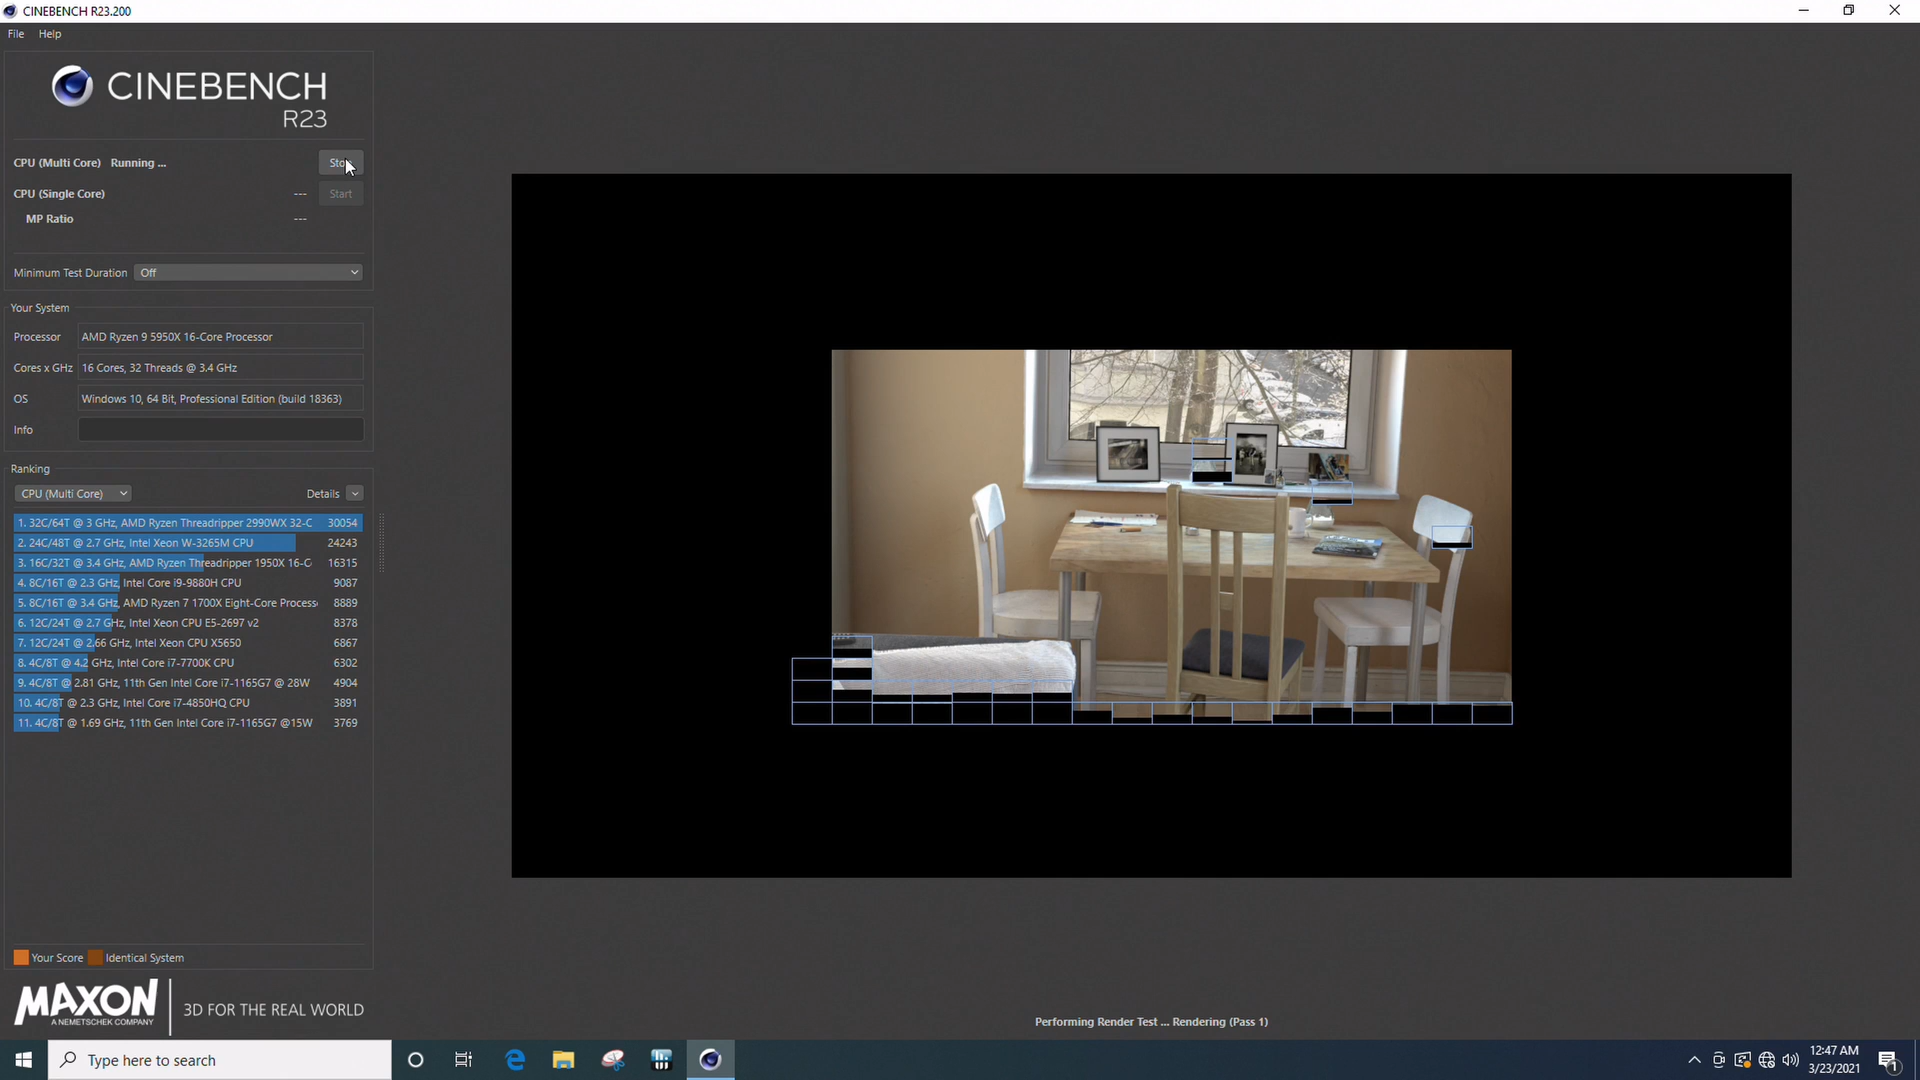 CINEBENCH R23.200
File Help
CINEBENCH
R23
CPU (Multi Core) Running ...
CPU (Single Core) --- Start
MP Ratio ---
Minimum Test Duration Off
Your System
Processor AMD Ryzen 9 5950X 16-Core Processor
Cores x GHz 16 Cores, 32 Threads @ 3.4 GHz
OS Windows 10, 64 Bit, Professional Edition (build 18363)
Info
Ranking
CPU (Multi Core) Details
1. 32C/64T @ 3 GHz, AMD Ryzen Threadripper 2990WX 32-C 30054
2. 24C/48T @ 2.7 GHz, Intel Xeon W-3265M CPU 24243
3. 16C/32T @ 3.4 GHz, AMD Ryzen Threadripper 1950X 16-C 16315
4. 8C/16T @ 2.3 GHz, Intel Core i9-9880H CPU 9087
5. 8C/16T @ 3.4 GHz, AMD Ryzen 7 1700X Eight-Core Process 8889
6. 12C/24T @ 2.7 GHz, Intel Xeon CPU E5-2697 v2 8378
7. 12C/24T @ 2.66 GHz, Intel Xeon CPU X5650 6867
8. 4C/8T @ 4.2 GHz, Intel Core i7-7700K CPU 6302
9. 4C/8T @ 2.81 GHz, 11th Gen Intel Core i7-1165G7 @ 28W 4904
10. 4C/8T @ 2.3 GHz, Intel Core i7-4850HQ CPU 3891
11. 4C/8T @ 1.69 GHz, 11th Gen Intel Core i7-1165G7 @15W 3769
Your Score Identical System
MAXON
A NEMETSCHEK COMPANY
3D FOR THE REAL WORLD
Performing Render Test ... Rendering (Pass 1)
Type here to search
12:47 AM
3/23/2021
1